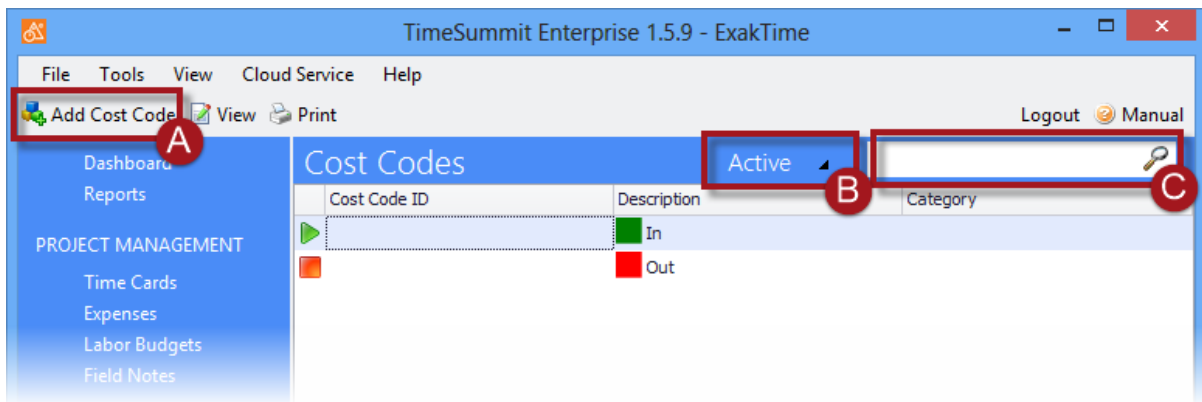 TimeSummit Enterprise 1.5.9 - ExakTime
File Tools View Cloud Service Help
Add Cost Code View Print Logout Manual
A
Dashboard
Reports
Cost Codes Active
B
C
Cost Code ID Description Category
In
Out
PROJECT MANAGEMENT
Time Cards
Expenses
Labor Budgets
Field Notes